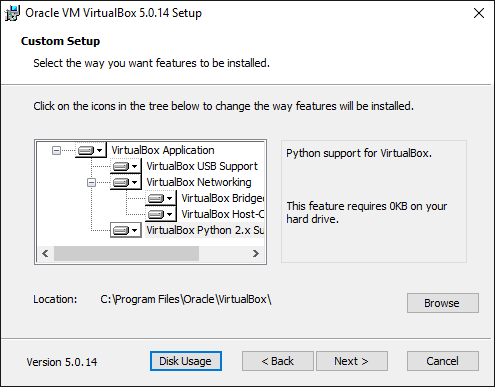 Oracle VM VirtualBox 5.0.14 Setup
Custom Setup
Select the way you want features to be installed.
Click on the icons in the tree below to change the way features will be installed.
VirtualBox Application
VirtualBox USB Support
VirtualBox Networking
VirtualBox Bridge
VirtualBox Host-
VirtualBox Python 2.x Su
Python support for VirtualBox.
This feature requires 0KB on your
hard drive.
Location: C:\Program Files\Oracle\VirtualBox\
Browse
Version 5.0.14
Disk Usage
< Back
Next >
Cancel